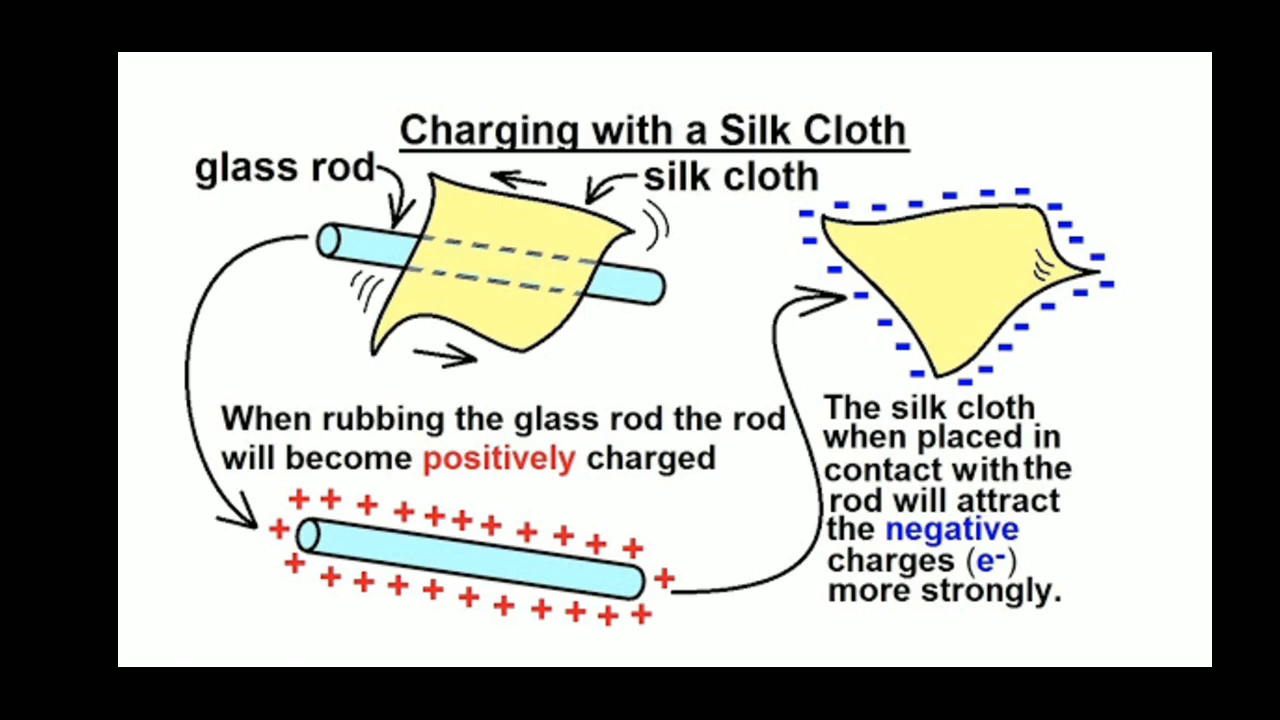 Charging with a Silk Cloth
glass rod
silk cloth
When rubbing the glass rod the rod
will become positively charged
The silk cloth
when placed in
contact with the
rod will attract
the negative
charges (e-)
more strongly.